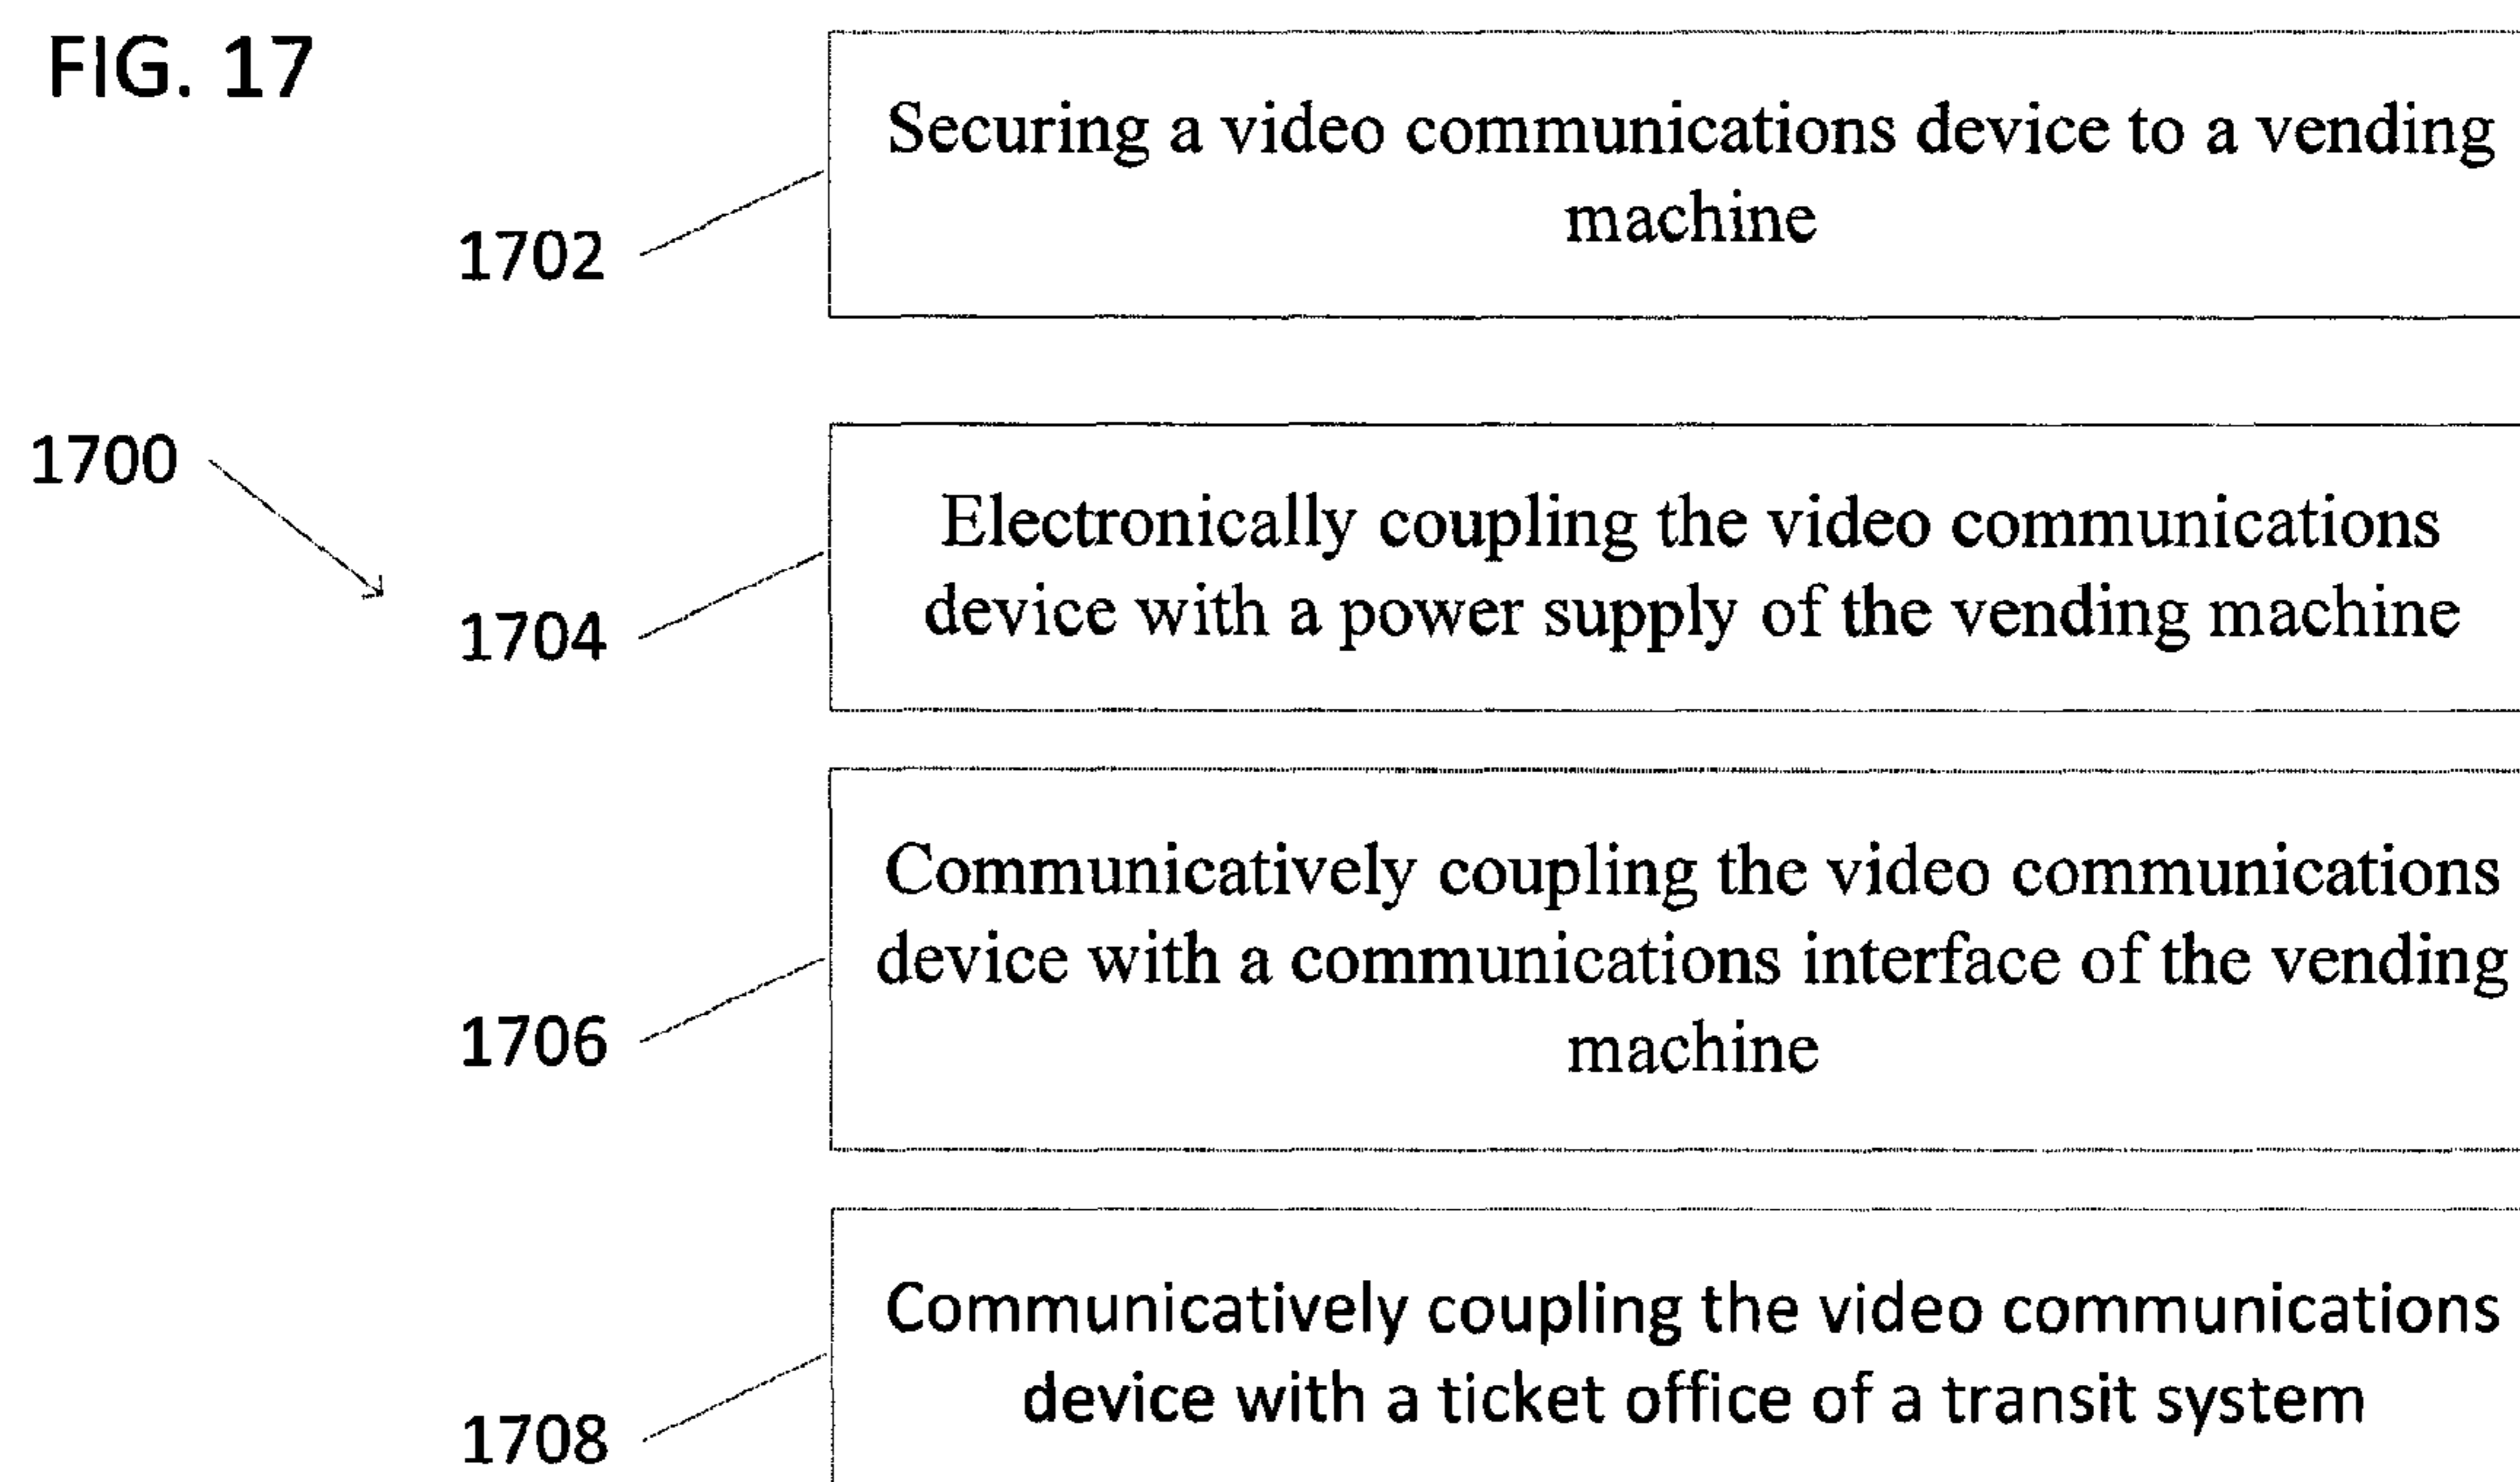 FIG. 17
Securing a video communications device to a vending
machine
1702
1700
Electronically coupling the video communications
device with a power supply of the vending machine
1704
Communicatively coupling the video communications
device with a communications interface of the vending
machine
1706
Communicatively coupling the video communications
device with a ticket office of a transit system
1708